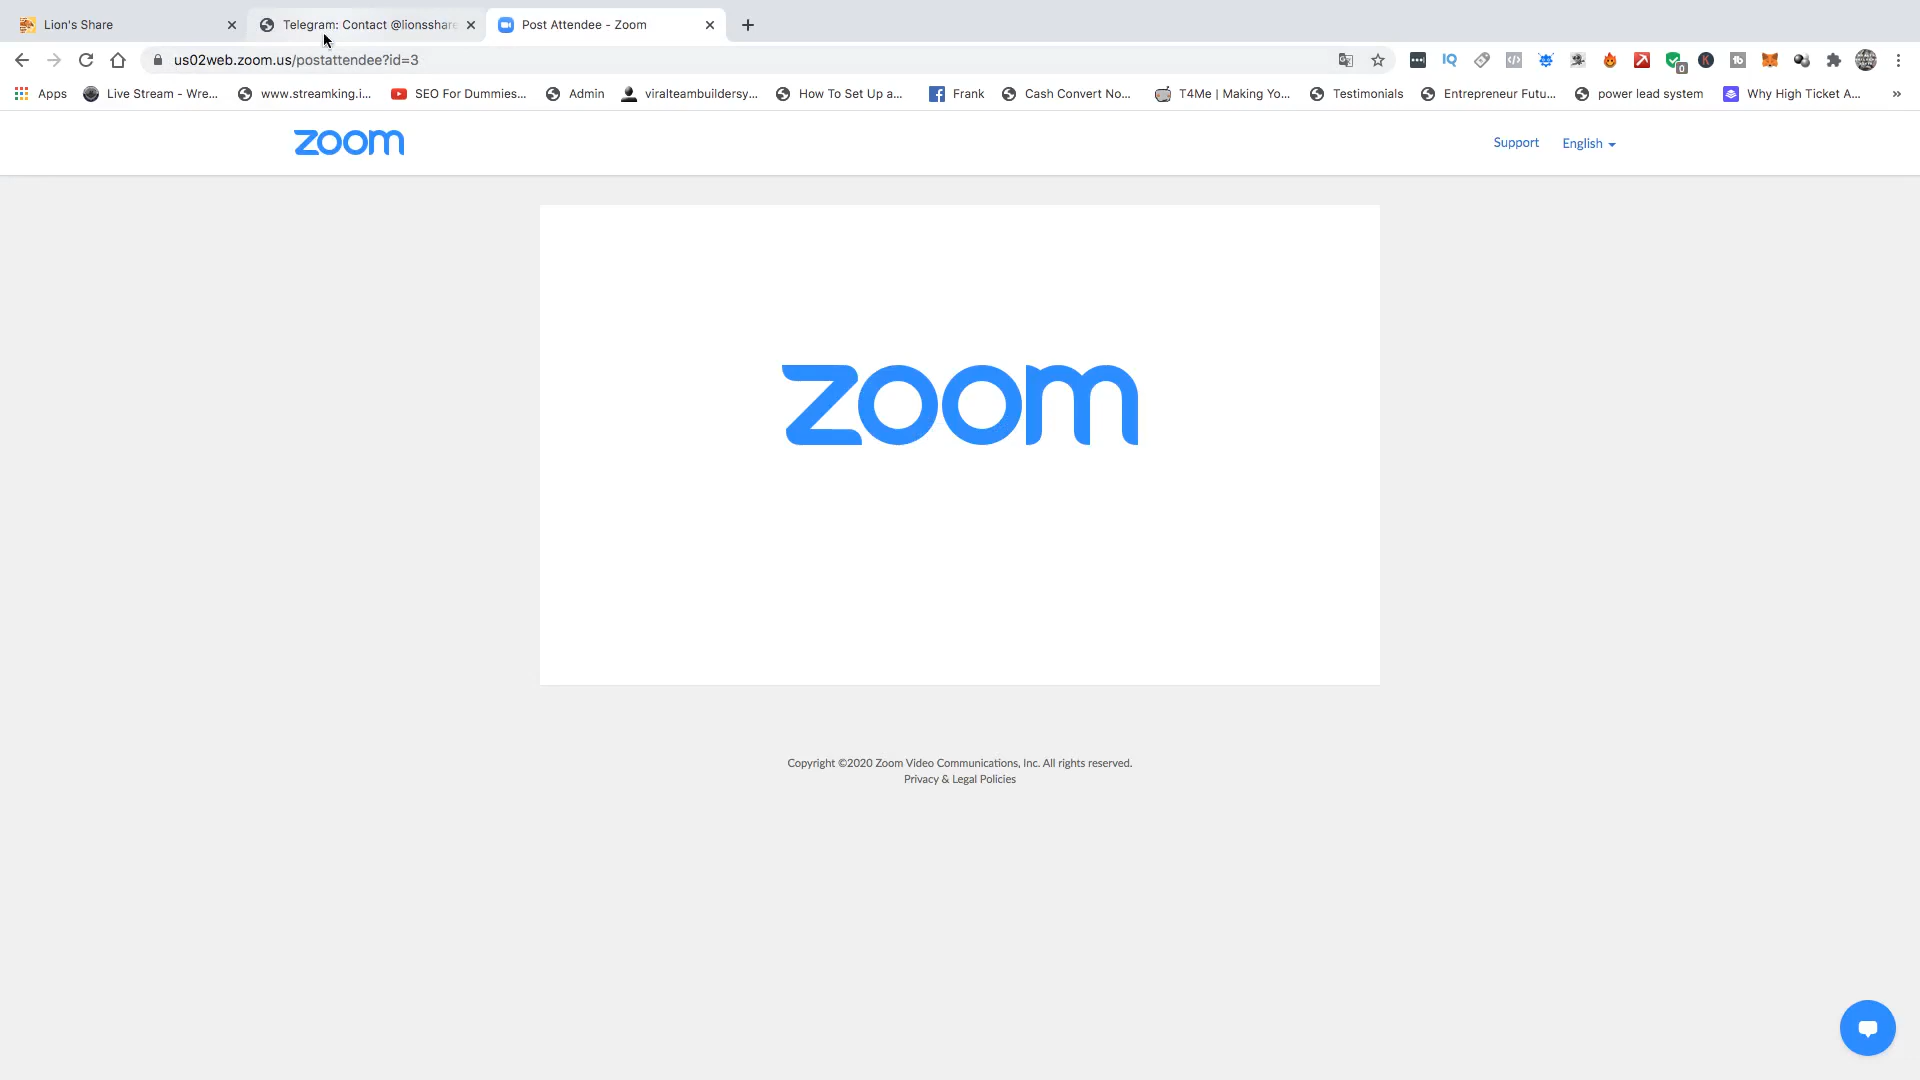 Lion's Share
Telegram: Contact @lionsshare
Post Attendee - Zoom
us02web.zoom.us/postattendee?id=3
IQ
0
K
tb
Apps
Live Stream - Wre...
www.streamking.i...
SEO For Dummies...
Admin
viralteambuildersy...
How To Set Up a...
Frank
Cash Convert No...
T4Me | Making Yo...
Testimonials
Entrepreneur Futu...
power lead system
Why High Ticket A...
»
zoom
Support
English
zoom
Copyright ©2020 Zoom Video Communications, Inc. All rights reserved.
Privacy & Legal Policies